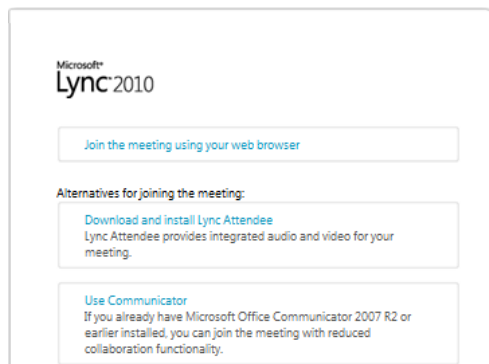 Microsoft®
Lync™2010
Join the meeting using your web browser
Alternatives for joining the meeting:
Download and install Lync Attendee
Lync Attendee provides integrated audio and video for your
meeting.
Use Communicator
If you already have Microsoft Office Communicator 2007 R2 or
earlier installed, you can join the meeting with reduced
collaboration functionality.